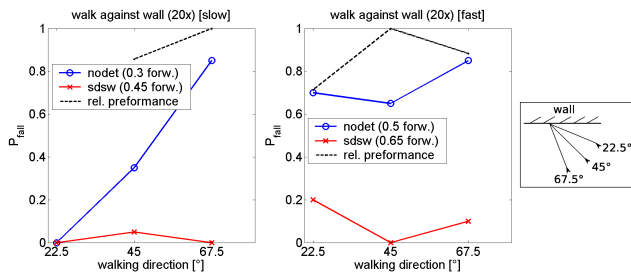 walk against wall (20x) [slow]
1
0.8
0.6
0.4
0.2
0
P_fall
nodet (0.3 forw.)
sdsw (0.45 forw.)
rel. preformance
22.5
45
67.5
walking direction [°]
walk against wall (20x) [fast]
1
0.8
0.6
0.4
0.2
0
P_fall
nodet (0.5 forw.)
sdsw (0.65 forw.)
rel. preformance
22.5
45
67.5
walking direction [°]
wall
22.5°
45°
67.5°